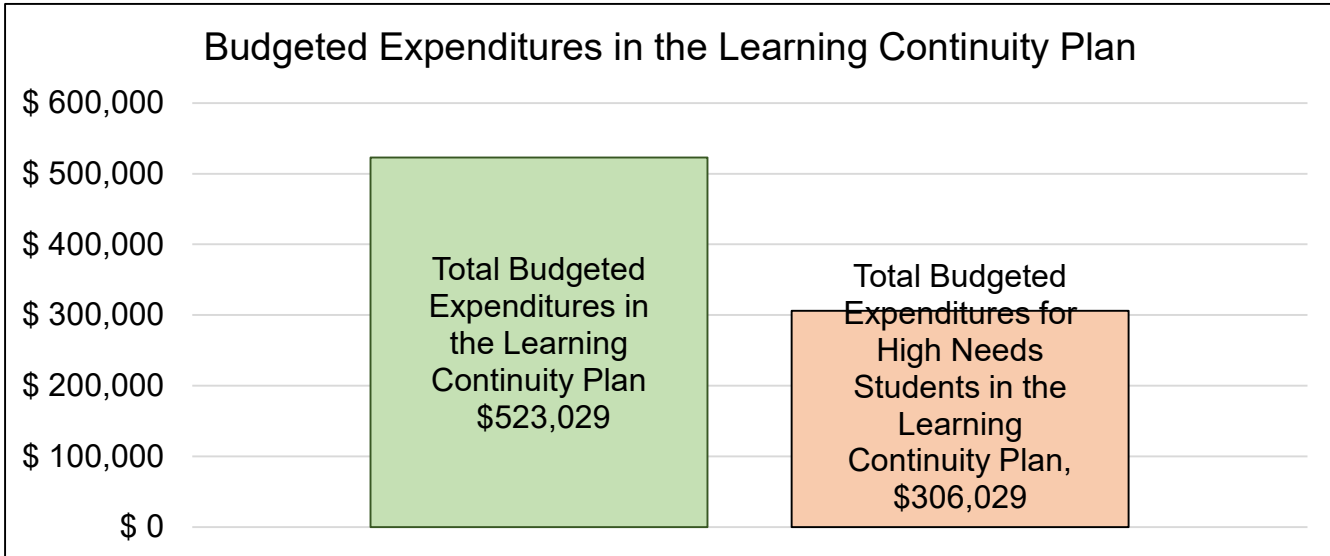 Budgeted Expenditures in the Learning Continuity Plan
$ 600,000
$ 500,000
$ 400,000
$ 300,000
$ 200,000
$ 100,000
$ 0
Total Budgeted
Expenditures in
the Learning
Continuity Plan
$523,029
Total Budgeted
Expenditures for
High Needs
Students in the
Learning
Continuity Plan,
$306,029